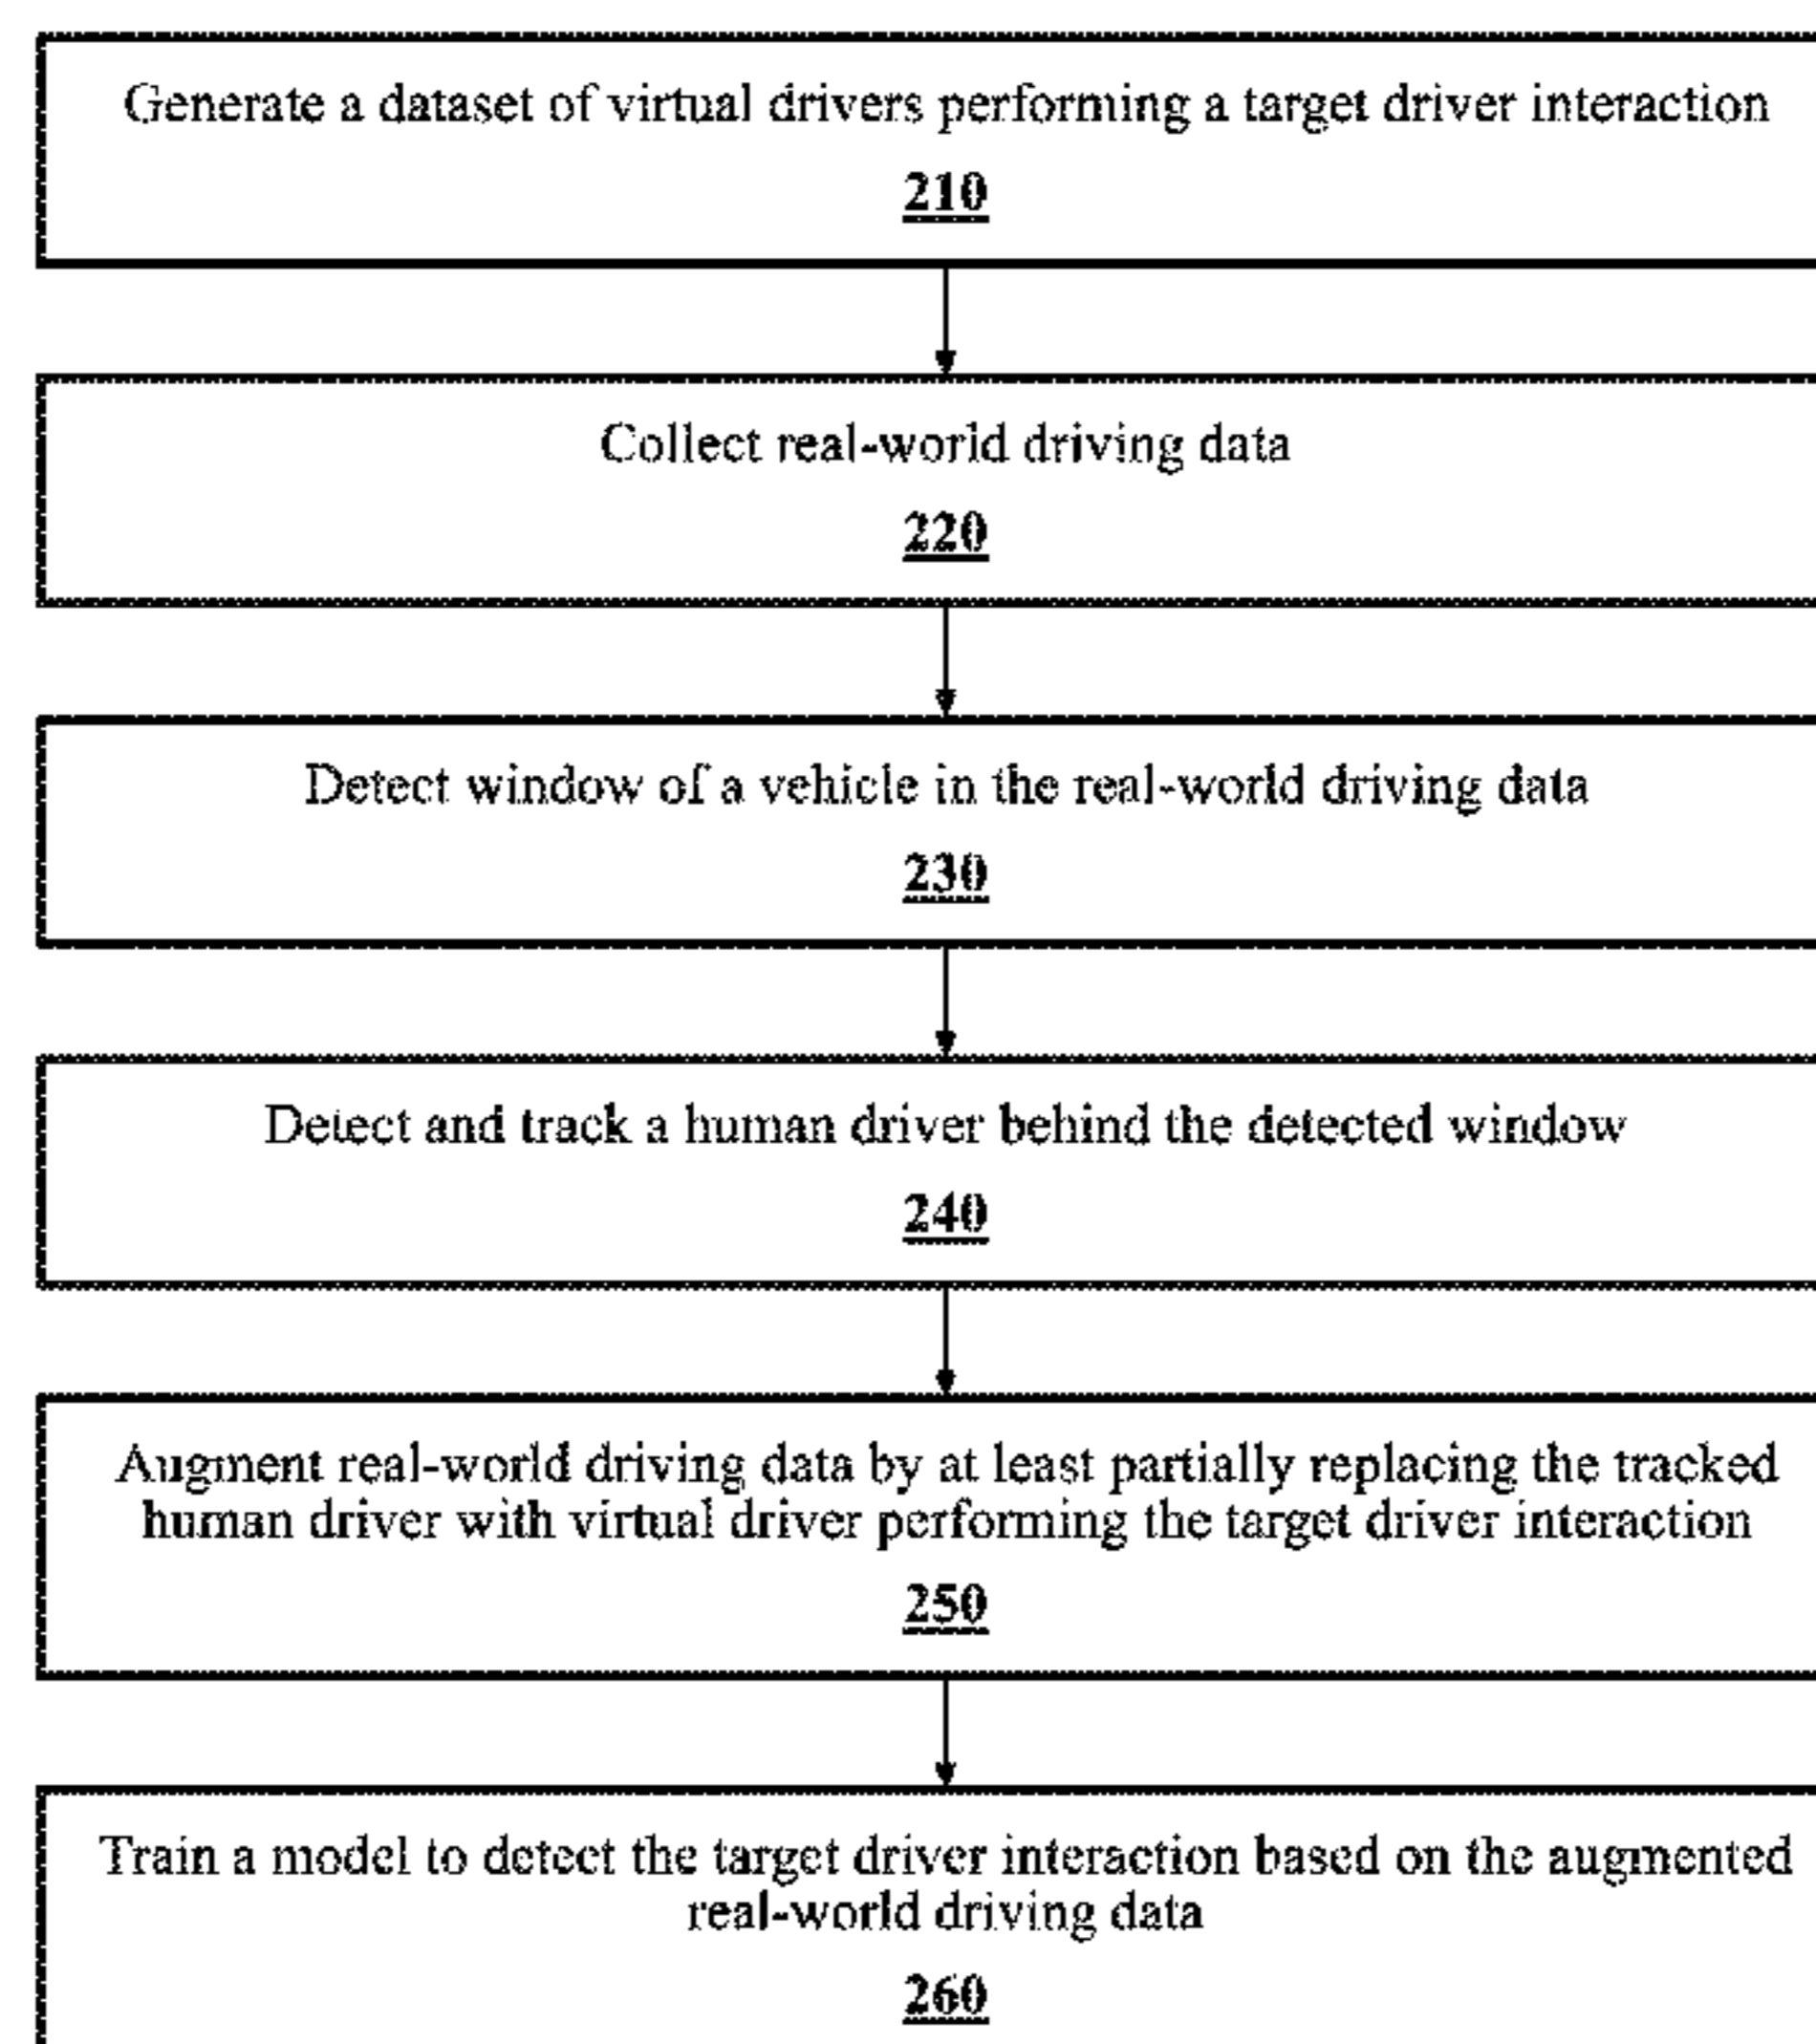 Generate a dataset of virtual drivers performing a target driver interaction
210
Collect real-world driving data
220
Detect window of a vehicle in the real-world driving data
230
Detect and track a human driver behind the detected window
240
Augment real-world driving data by at least partially replacing the tracked
human driver with virtual driver performing the target driver interaction
250
Train a model to detect the target driver interaction based on the augmented
real-world driving data
260